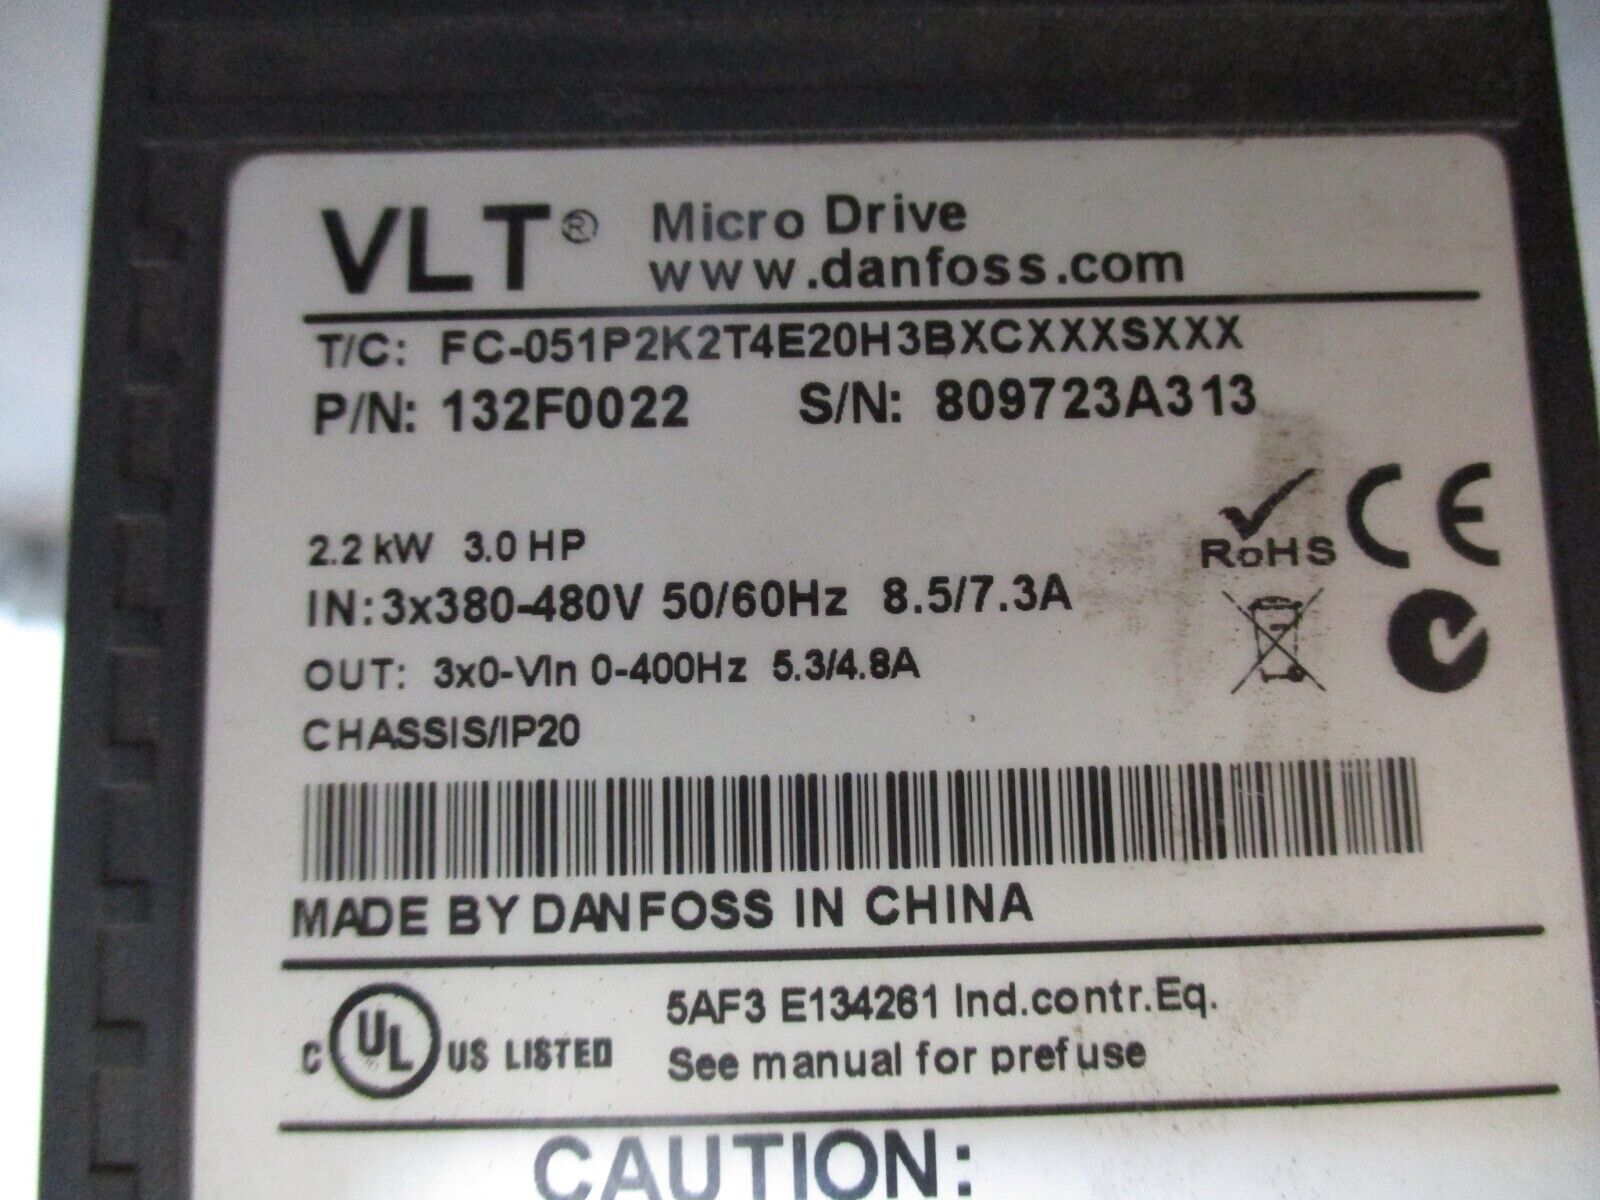 VLT® Micro Drive
www.danfoss.com
T/C: FC-051P2K2T4E20H3BXCXXXSXXX
P/N: 132F0022 S/N: 809723A313
2.2 kW 3.0 HP
IN:3x380-480V 50/60Hz 8.5/7.3A
OUT: 3x0-Vin 0-400Hz 5.3/4.8A
CHASSIS/IP20
RoHS CE
MADE BY DANFOSS IN CHINA
C UL US LISTED
5AF3 E134261 Ind.contr.Eq.
See manual for prefuse
CAUTION: